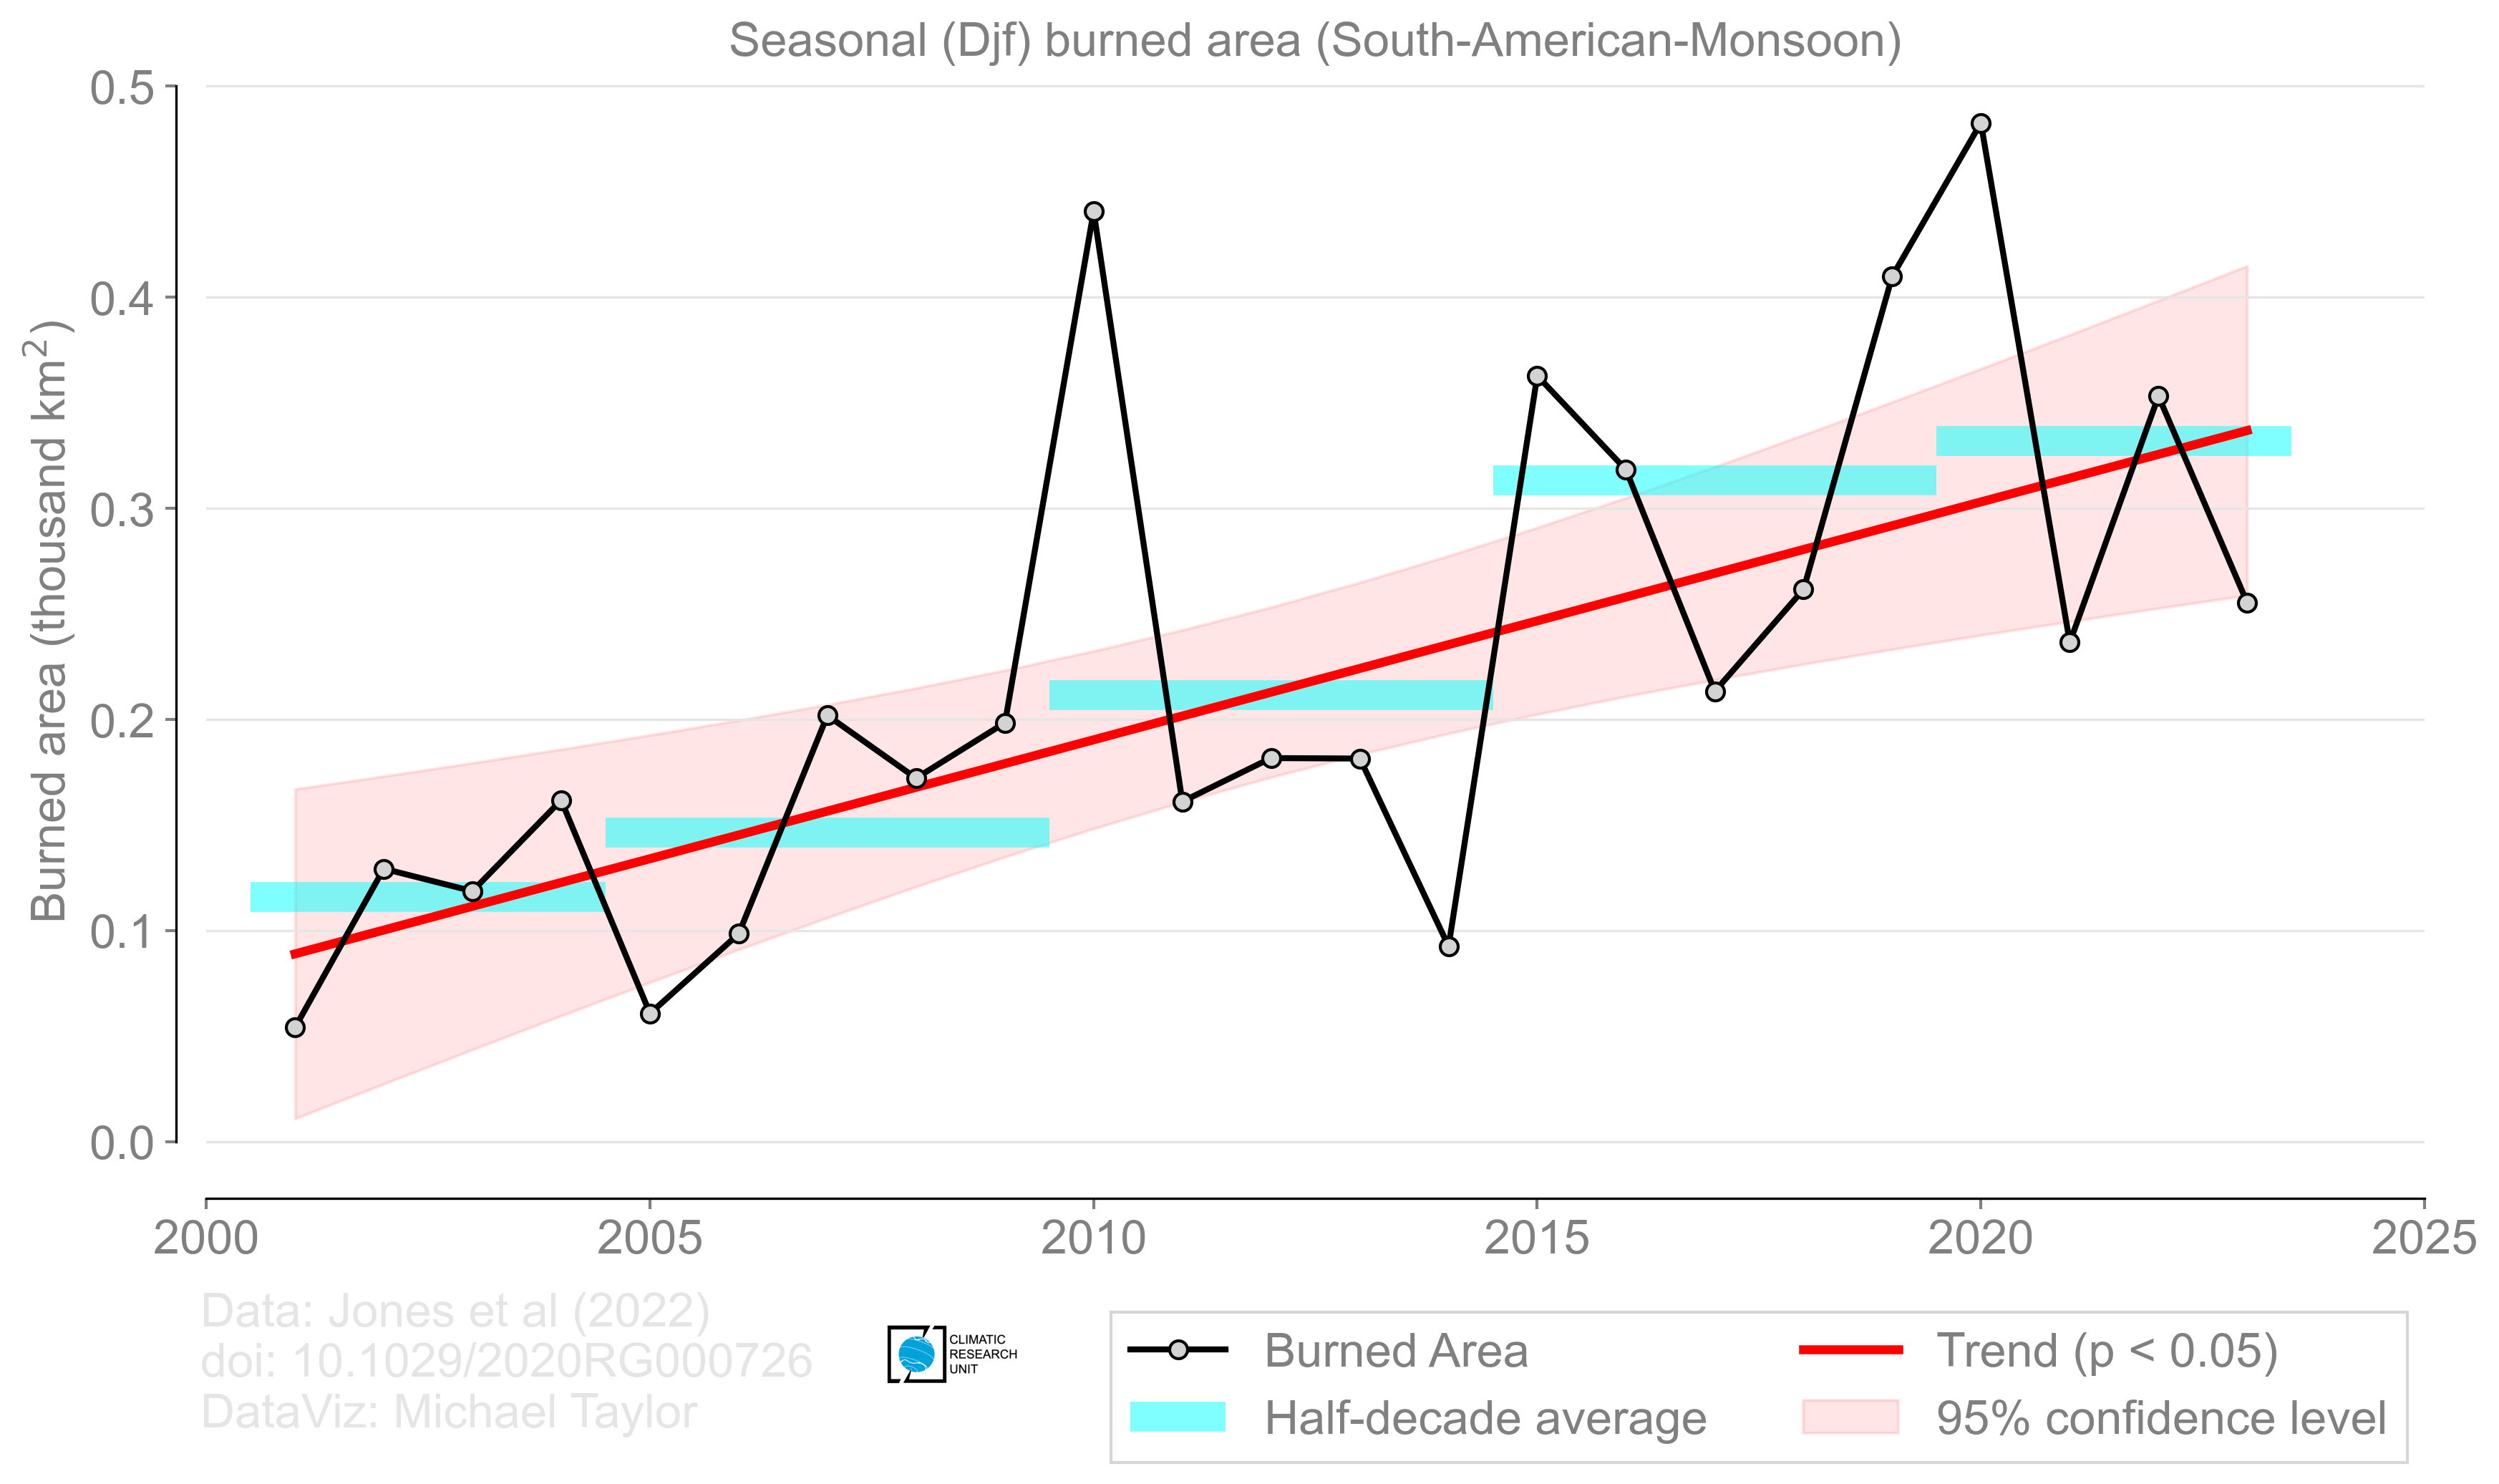 Seasonal (Djf) burned area (South-American-Monsoon)
Burned area (thousand km²)
0.5
0.4
0.3
0.2
0.1
0.0
2000 2005 2010 2015 2020 2025
Data: Jones et al (2022)
doi: 10.1029/2020RG000726
DataViz: Michael Taylor
CLIMATIC
RESEARCH
UNIT
Burned Area
Half-decade average
Trend (p < 0.05)
95% confidence level